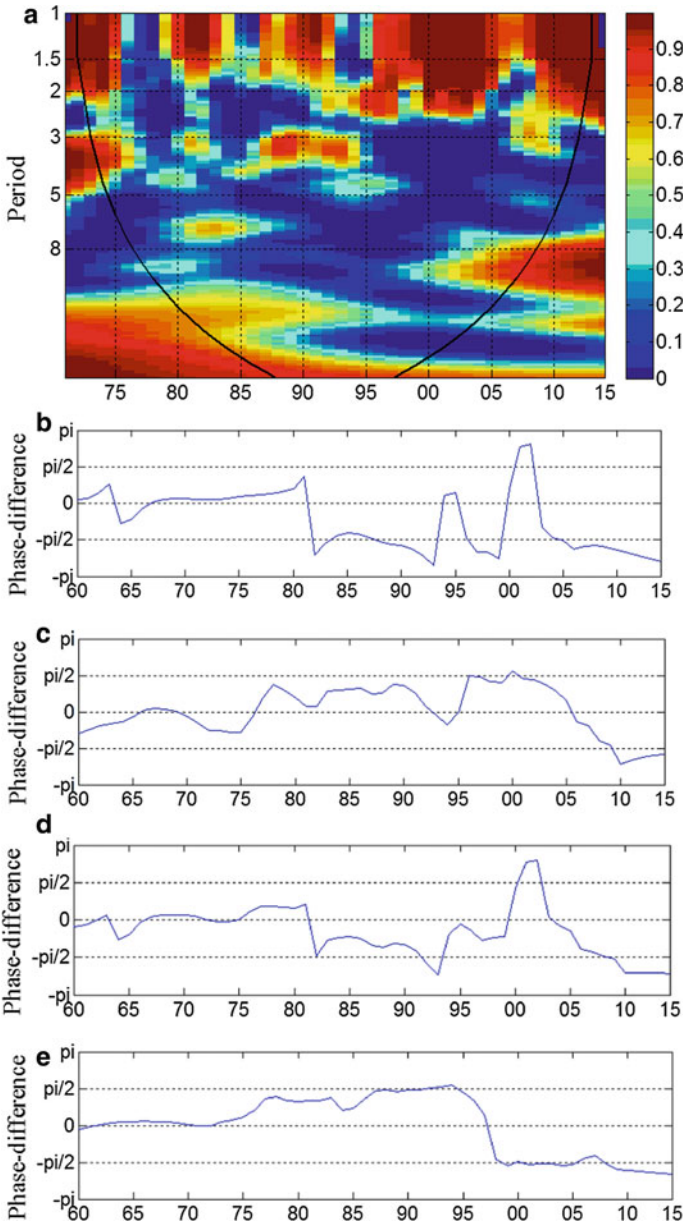 a
Period
1
1.5
2
3
5
8
75 80 85 90 95 00 05 10 15
0.9
0.8
0.7
0.6
0.5
0.4
0.3
0.2
0.1
0
b
Phase-difference
pi
pi/2
0
-pi/2
-pi
60 65 70 75 80 85 90 95 00 05 10 15
c
Phase-difference
pi
pi/2
0
-pi/2
-pi
60 65 70 75 80 85 90 95 00 05 10 15
d
Phase-difference
pi
pi/2
0
-pi/2
-pi
60 65 70 75 80 85 90 95 00 05 10 15
e
Phase-difference
pi
pi/2
0
-pi/2
-pi
60 65 70 75 80 85 90 95 00 05 10 15